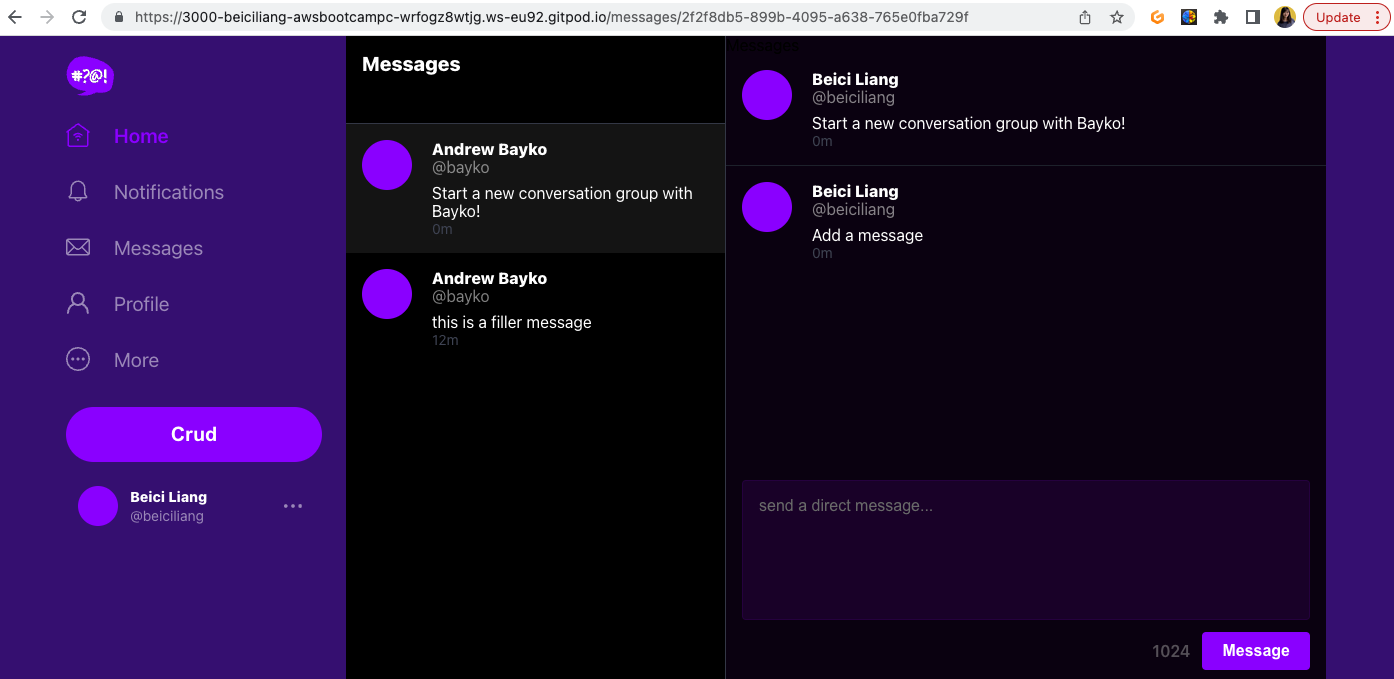 https://3000-beiciliang-awsbootcampc-wrfogz8wtjg.ws-eu92.gitpod.io/messages/2f2f8db5-899b-4095-a638-765e0fba729f
Update
#?@!
Home
Notifications
Messages
Profile
More
Crud
Beici Liang
@beiciliang
Messages
Andrew Bayko
@bayko
Start a new conversation group with
Bayko!
0m
Andrew Bayko
@bayko
this is a filler message
12m
Messages
Beici Liang
@beiciliang
Start a new conversation group with Bayko!
0m
Beici Liang
@beiciliang
Add a message
0m
send a direct message...
1024
Message